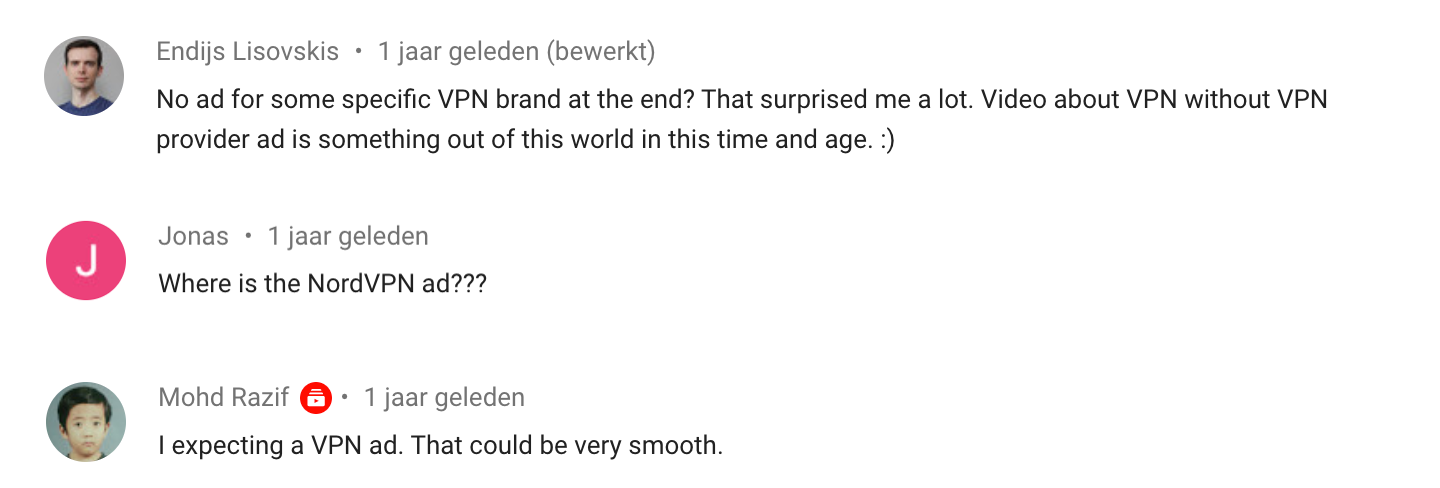 Endijs Lisovskis • 1 jaar geleden (bewerkt)
No ad for some specific VPN brand at the end? That surprised me a lot. Video about VPN without VPN
provider ad is something out of this world in this time and age. :)
J
Jonas • 1 jaar geleden
Where is the NordVPN ad???
Mohd Razif • 1 jaar geleden
I expecting a VPN ad. That could be very smooth.